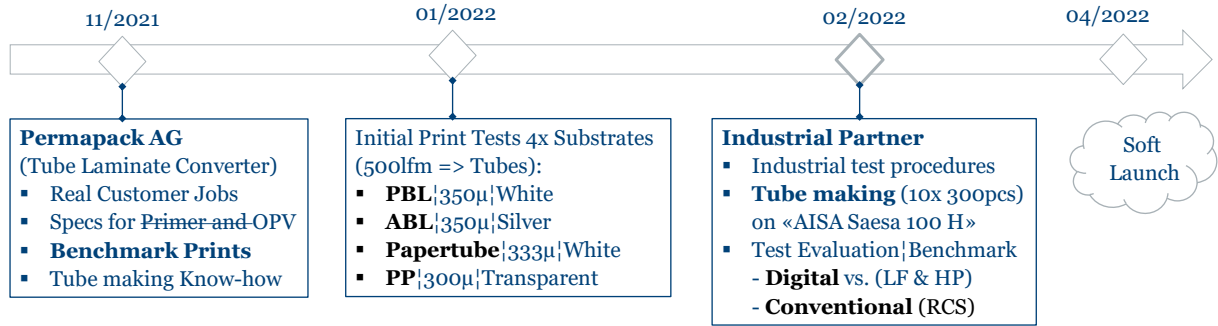 11/2021
01/2022
02/2022
04/2022
Permapack AG
(Tube Laminate Converter)
▪ Real Customer Jobs
▪ Specs for Primer and OPV
▪ Benchmark Prints
▪ Tube making Know-how
Initial Print Tests 4x Substrates
(500lfm => Tubes):
▪ PBL¦350µ¦White
▪ ABL¦350µ¦Silver
▪ Papertube¦333µ¦White
▪ PP¦300µ¦Transparent
Industrial Partner
▪ Industrial test procedures
▪ Tube making (10x 300pcs)
on «AISA Saesa 100 H»
▪ Test Evaluation¦Benchmark
- Digital vs. (LF & HP)
- Conventional (RCS)
Soft
Launch